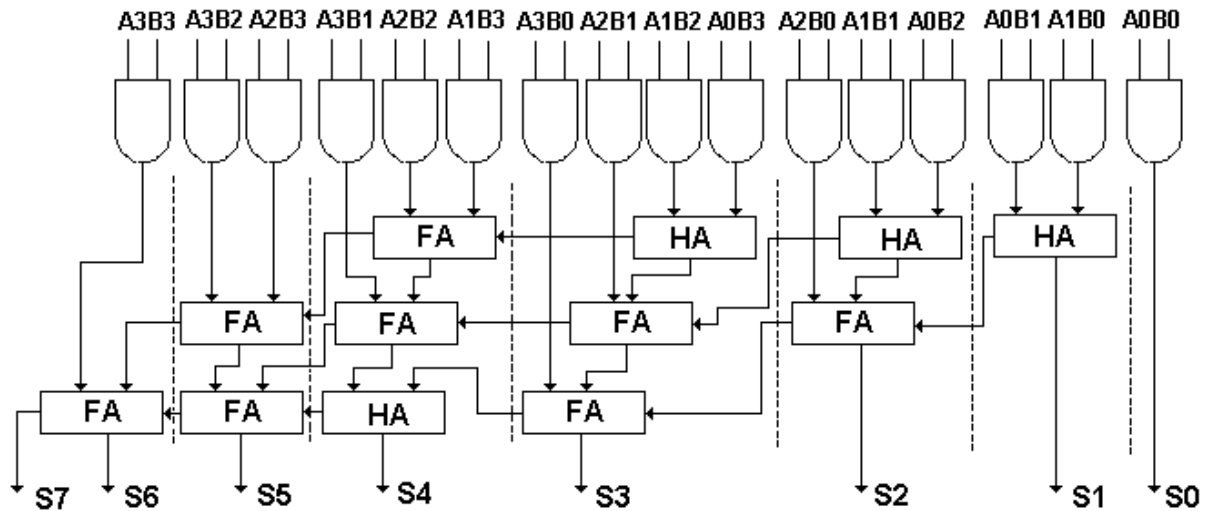 A3B3 A3B2 A2B3 A3B1 A2B2 A1B3 A3B0 A2B1 A1B2 A0B3 A2B0 A1B1 A0B2 A0B1 A1B0 A0B0
FA HA HA HA
FA FA FA FA
FA FA HA FA
S7 S6 S5 S4 S3 S2 S1 S0